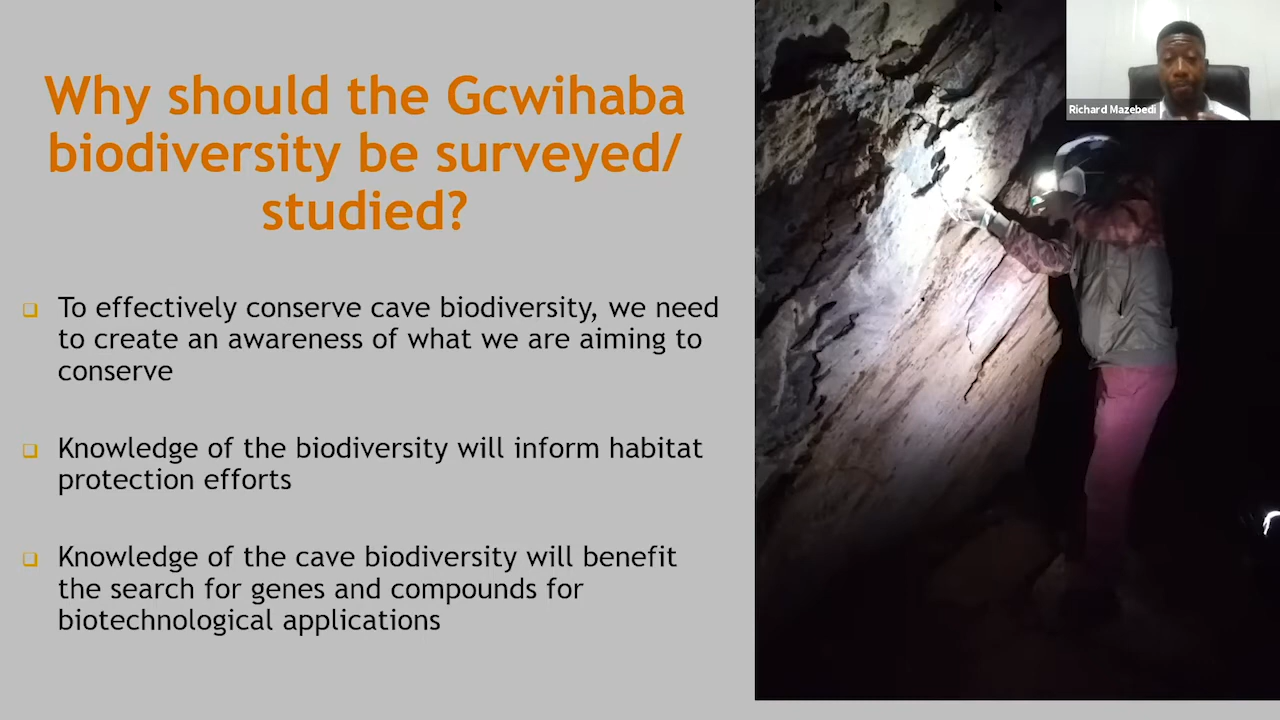 Why should the Gcwihaba
biodiversity be surveyed/
studied?
To effectively conserve cave biodiversity, we need
to create an awareness of what we are aiming to
conserve
Knowledge of the biodiversity will inform habitat
protection efforts
Knowledge of the cave biodiversity will benefit
the search for genes and compounds for
biotechnological applications
Richard Mazebedi